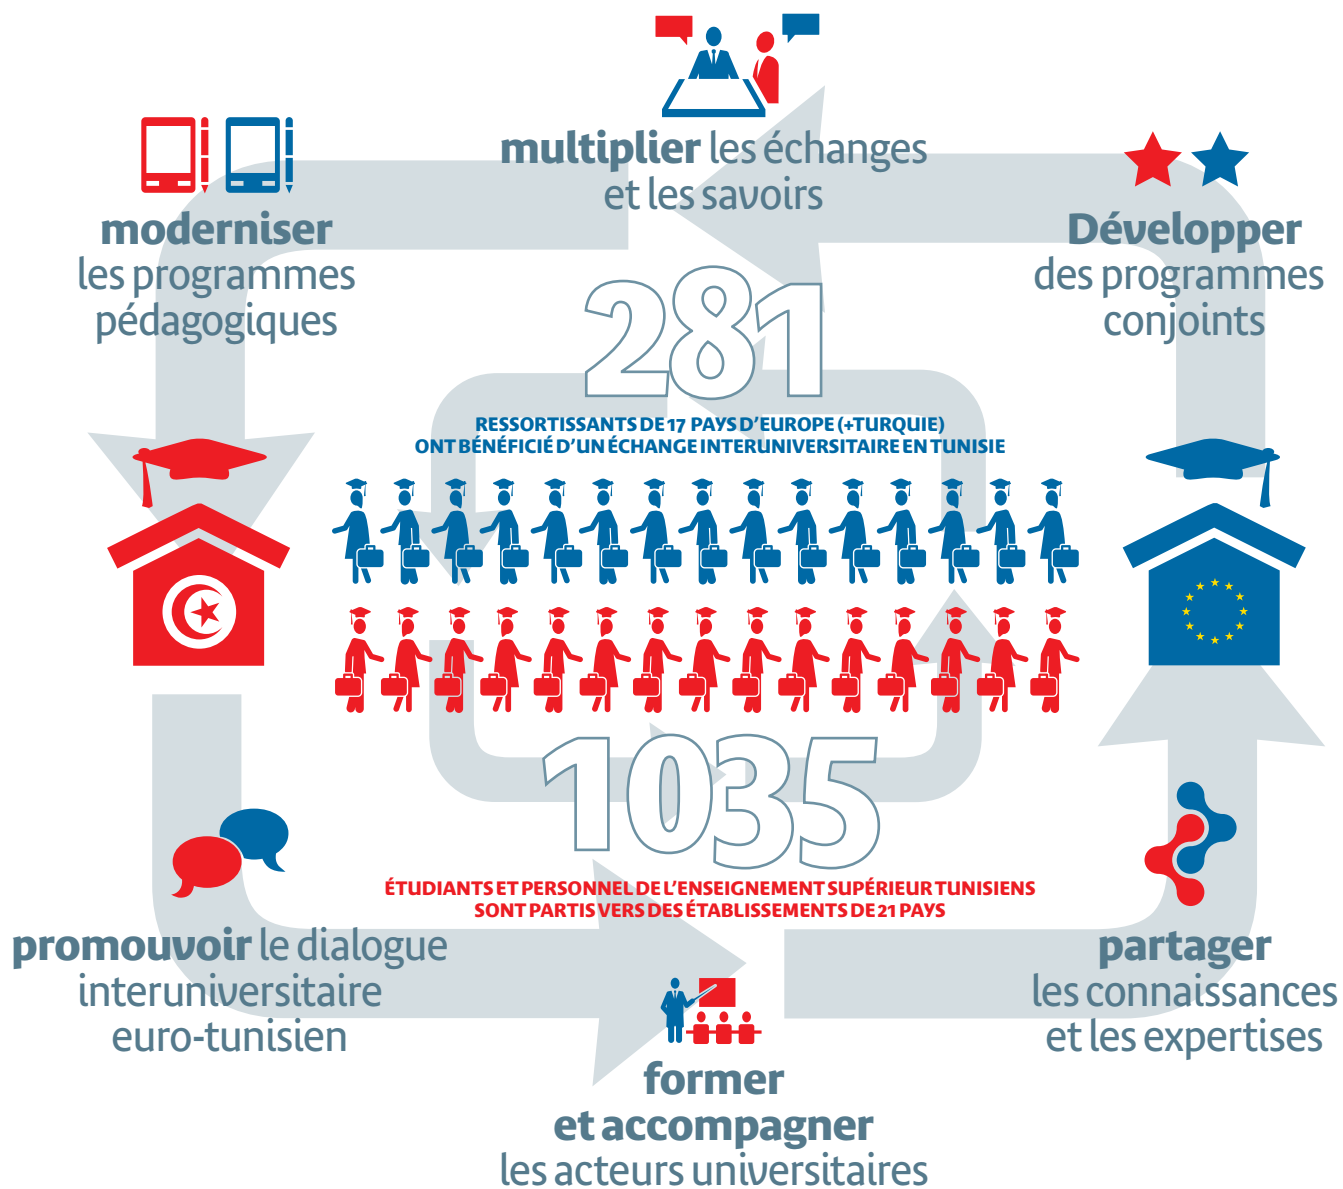 multiplier les échanges
et les savoirs
moderniser
les programmes
pédagogiques
Développer
des programmes
conjoints
281
RESSORTISSANTS DE 17 PAYS D'EUROPE (+TURQUIE)
ONT BÉNÉFICIÉ D'UN ÉCHANGE INTERUNIVERSITAIRE EN TUNISIE
1035
ÉTUDIANTS ET PERSONNEL DE L'ENSEIGNEMENT SUPÉRIEUR TUNISIENS
SONT PARTIS VERS DES ÉTABLISSEMENTS DE 21 PAYS
promouvoir le dialogue
interuniversitaire
euro-tunisien
partager
les connaissances
et les expertises
former
et accompagner
les acteurs universitaires